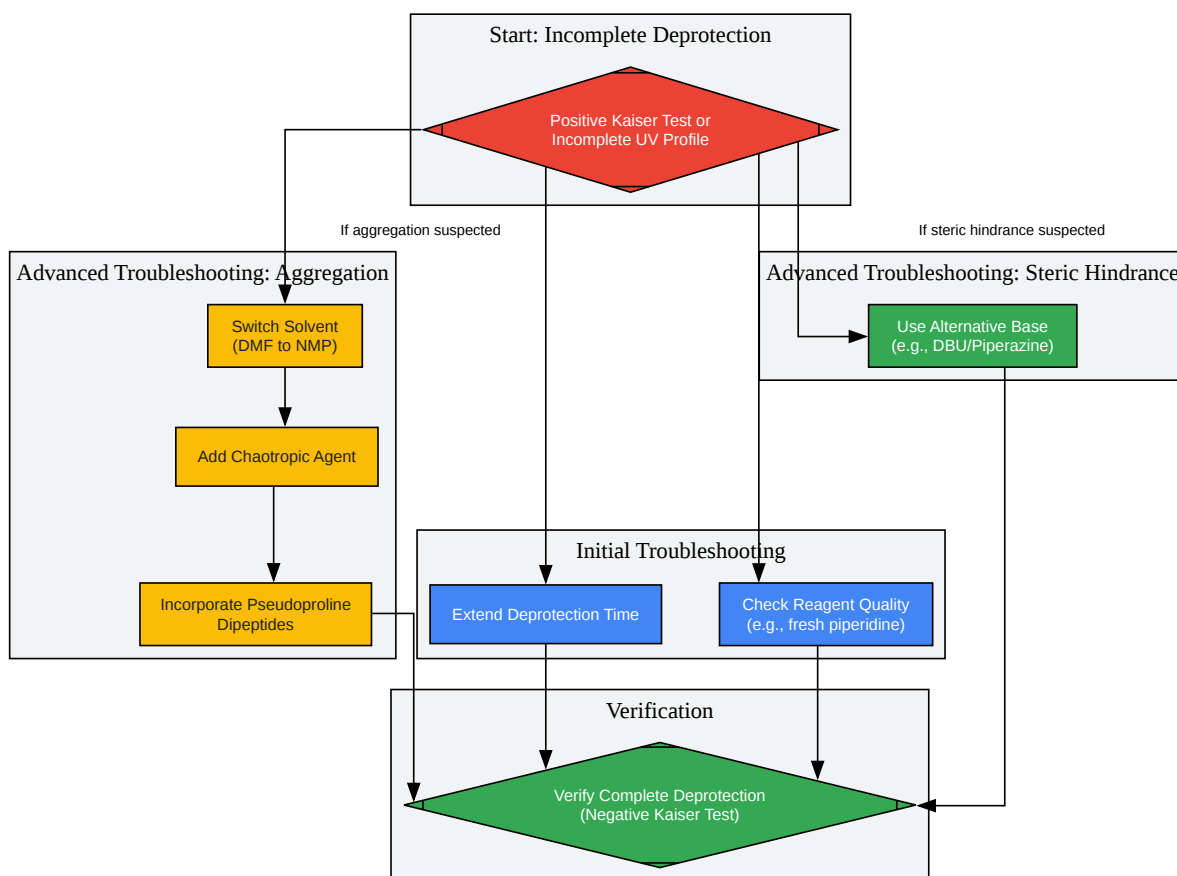 Start: Incomplete Deprotection
Positive Kaiser Test or
Incomplete UV Profile
If aggregation suspected
If steric hindrance suspected
Advanced Troubleshooting: Aggregation
Switch Solvent
(DMF to NMP)
Add Chaotropic Agent
Incorporate Pseudoproline
Dipeptides
Advanced Troubleshooting: Steric Hindrance
Use Alternative Base
(e.g., DBU/Piperazine)
Initial Troubleshooting
Extend Deprotection Time
Check Reagent Quality
(e.g., fresh piperidine)
Verification
Verify Complete Deprotection
(Negative Kaiser Test)